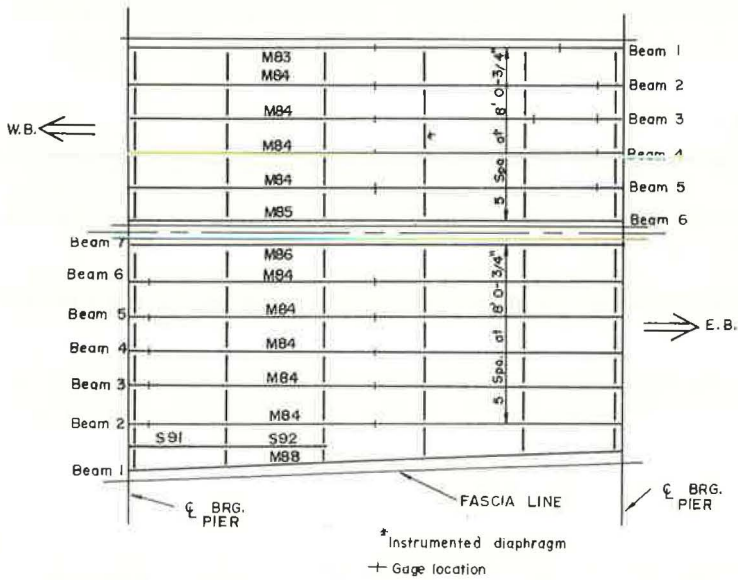 M83
Beam 1
M84
Beam 2
M84
Beam 3
W.B.
*
M84
Beam 4
M84
Beam 5
M85
Beam 6
5 Spa. at 8' 0-3/4"
Beam 7
M86
Beam 6
M84
Beam 5
M84
E.B.
Beam 4
M84
Beam 3
M84
Beam 2
M84
5 Spa. at 8' 0-3/4"
S91 S92
M88
Beam 1
℄ BRG.
PIER
FASCIA LINE
℄ BRG.
PIER
*Instrumented diaphragm
Gage location